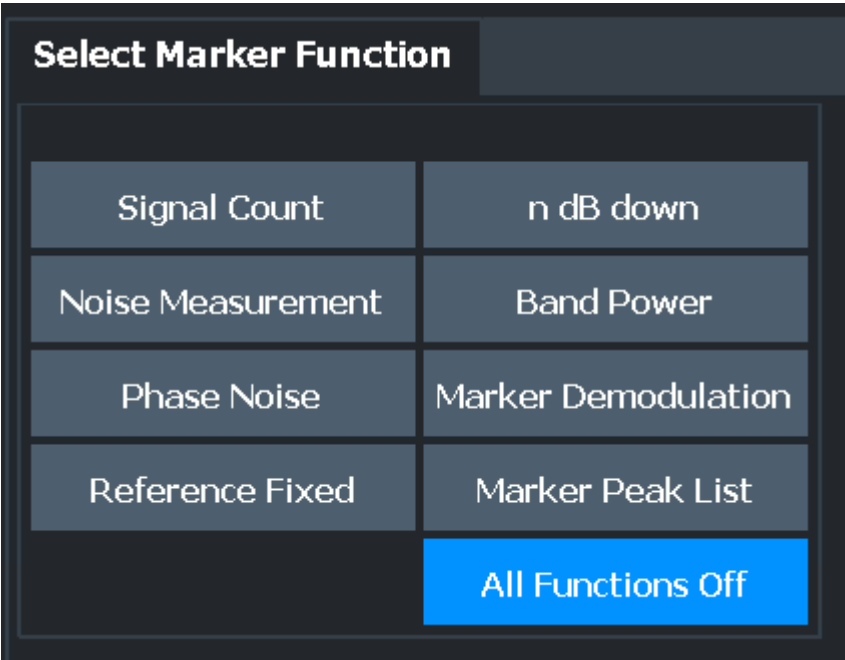 Select Marker Function
Signal Count
n dB down
Noise Measurement
Band Power
Phase Noise
Marker Demodulation
Reference Fixed
Marker Peak List
All Functions Off